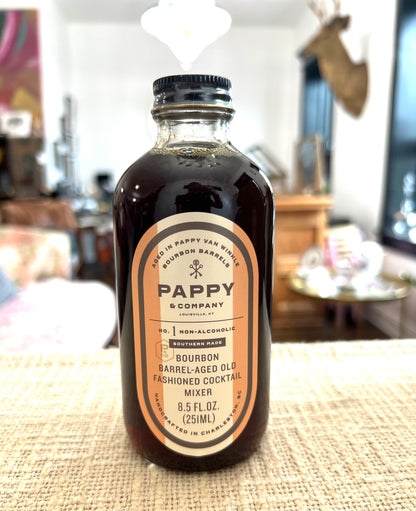 AGED IN PAPPY VAN WINKLE
BOURBON BARRELS
PAPPY
& COMPANY
LOUISVILLE, KY.
NO. 1 NON-ALCOHOLIC
SOUTHERN MADE
BOURBON
BARREL-AGED OLD
FASHIONED COCKTAIL
MIXER
8.5 FL.OZ.
(251ML)
HANDCRAFTED IN CHARLESTON, SC